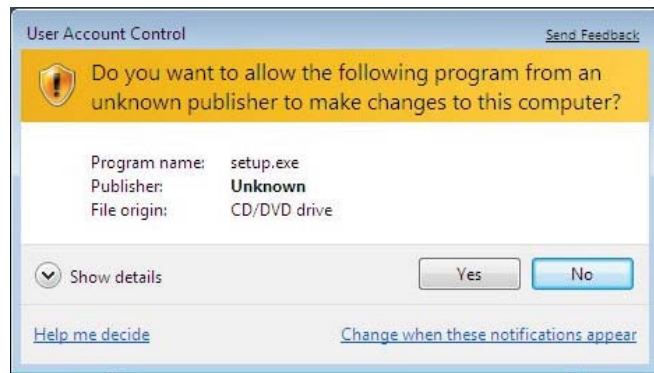 User Account Control
Send Feedback
Do you want to allow the following program from an
unknown publisher to make changes to this computer?
Program name: setup.exe
Publisher: Unknown
File origin: CD/DVD drive
Show details
Yes
No
Help me decide
Change when these notifications appear